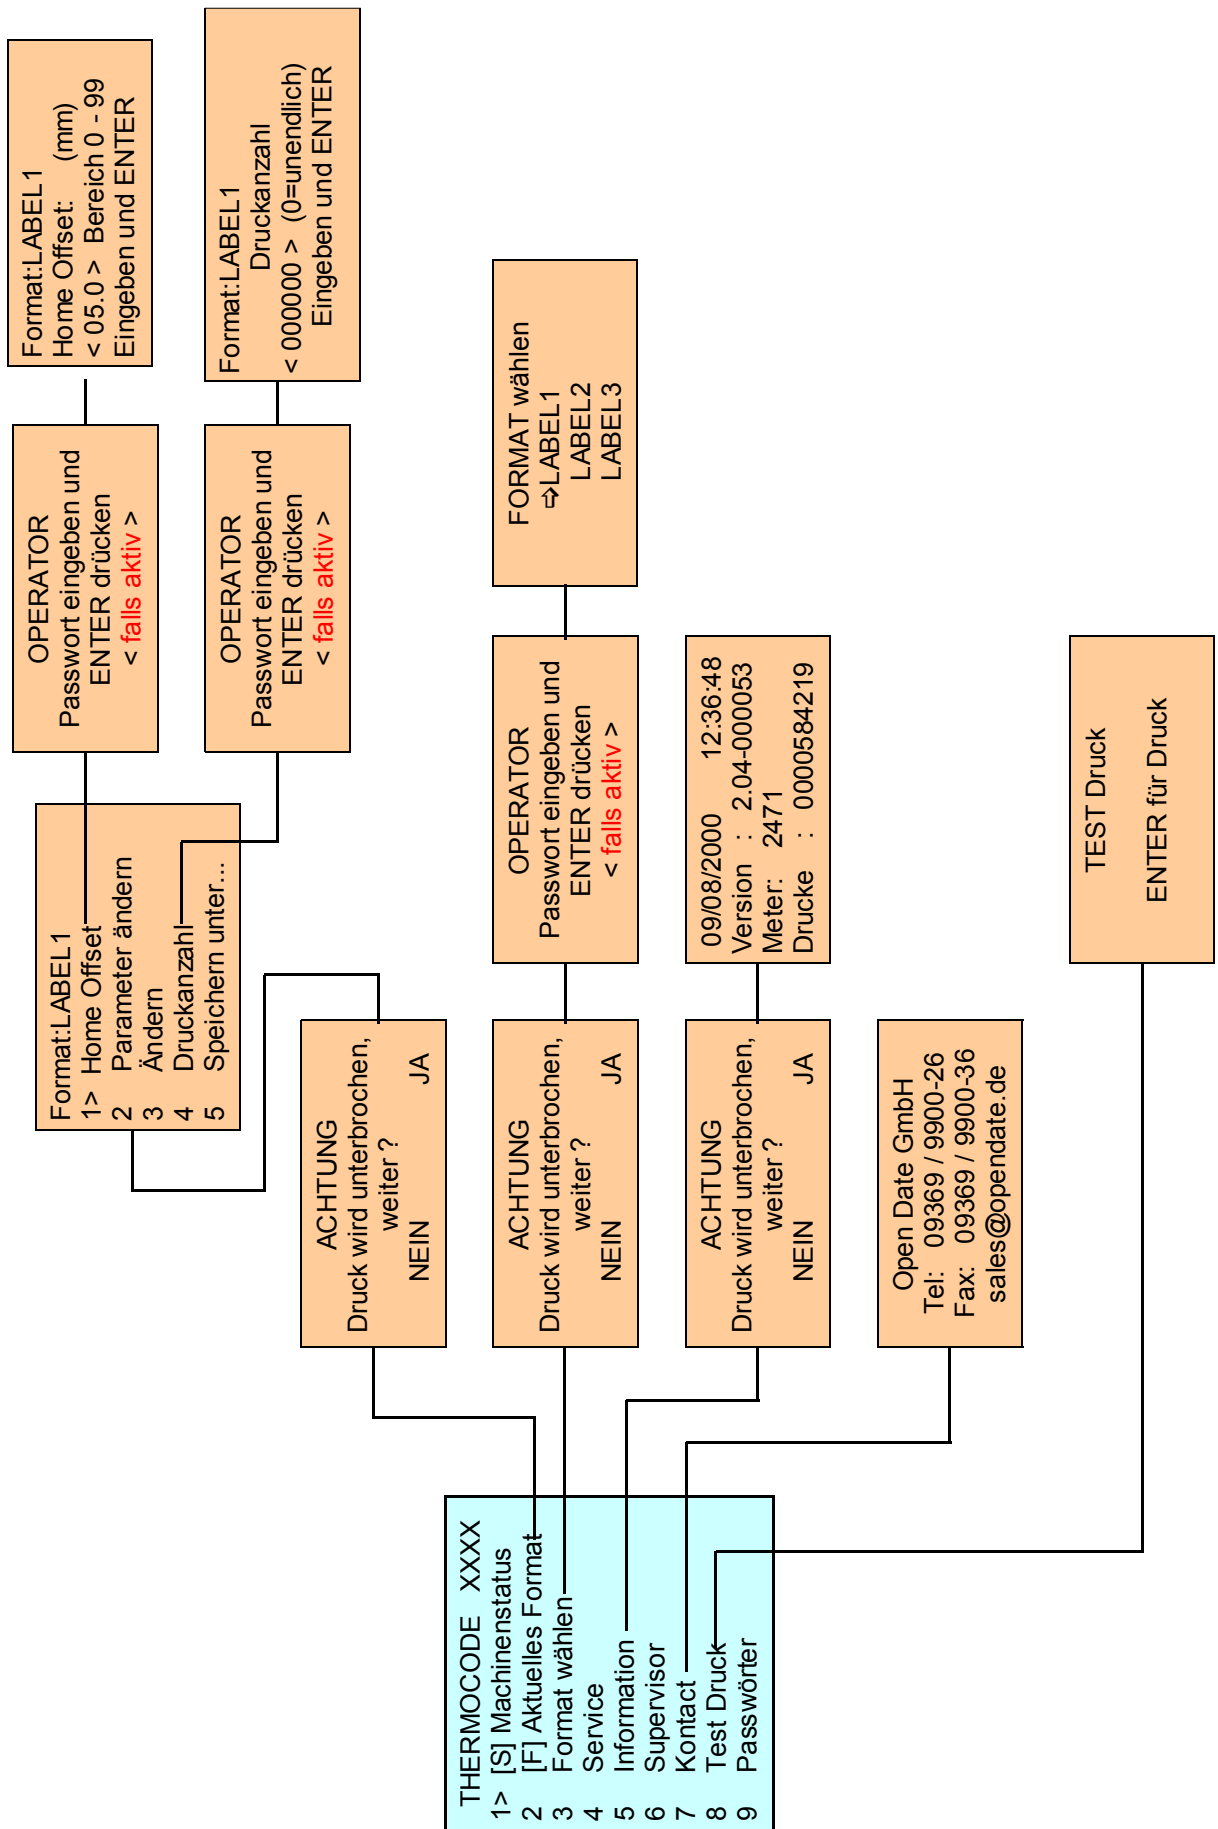 THERMOCODE XXXX
1> [S] Machinenstatus
2 [F] Aktuelles Format
3 Format wählen
4 Service
5 Information
6 Supervisor
7 Kontact
8 Test Druck
9 Passwörter
ACHTUNG
Druck wird unterbrochen,
weiter ?
NEIN JA
Format:LABEL1
1> Home Offset
2 Parameter ändern
3 Ändern
4 Druckanzahl
5 Speichern unter...
OPERATOR
Passwort eingeben und
ENTER drücken
< falls aktiv >
Format:LABEL1
Home Offset: (mm)
< 05.0 > Bereich 0 - 99
Eingeben und ENTER
OPERATOR
Passwort eingeben und
ENTER drücken
< falls aktiv >
Format:LABEL1
Druckanzahl
< 000000 > (0=unendlich)
Eingeben und ENTER
ACHTUNG
Druck wird unterbrochen,
weiter ?
NEIN JA
OPERATOR
Passwort eingeben und
ENTER drücken
< falls aktiv >
FORMAT wählen
⇨LABEL1
LABEL2
LABEL3
ACHTUNG
Druck wird unterbrochen,
weiter ?
NEIN JA
09/08/2000 12:36:48
Version : 2.04-000053
Meter: 2471
Drucke : 0000584219
Open Date GmbH
Tel: 09369 / 9900-26
Fax: 09369 / 9900-36
sales@opendate.de
TEST Druck
ENTER für Druck